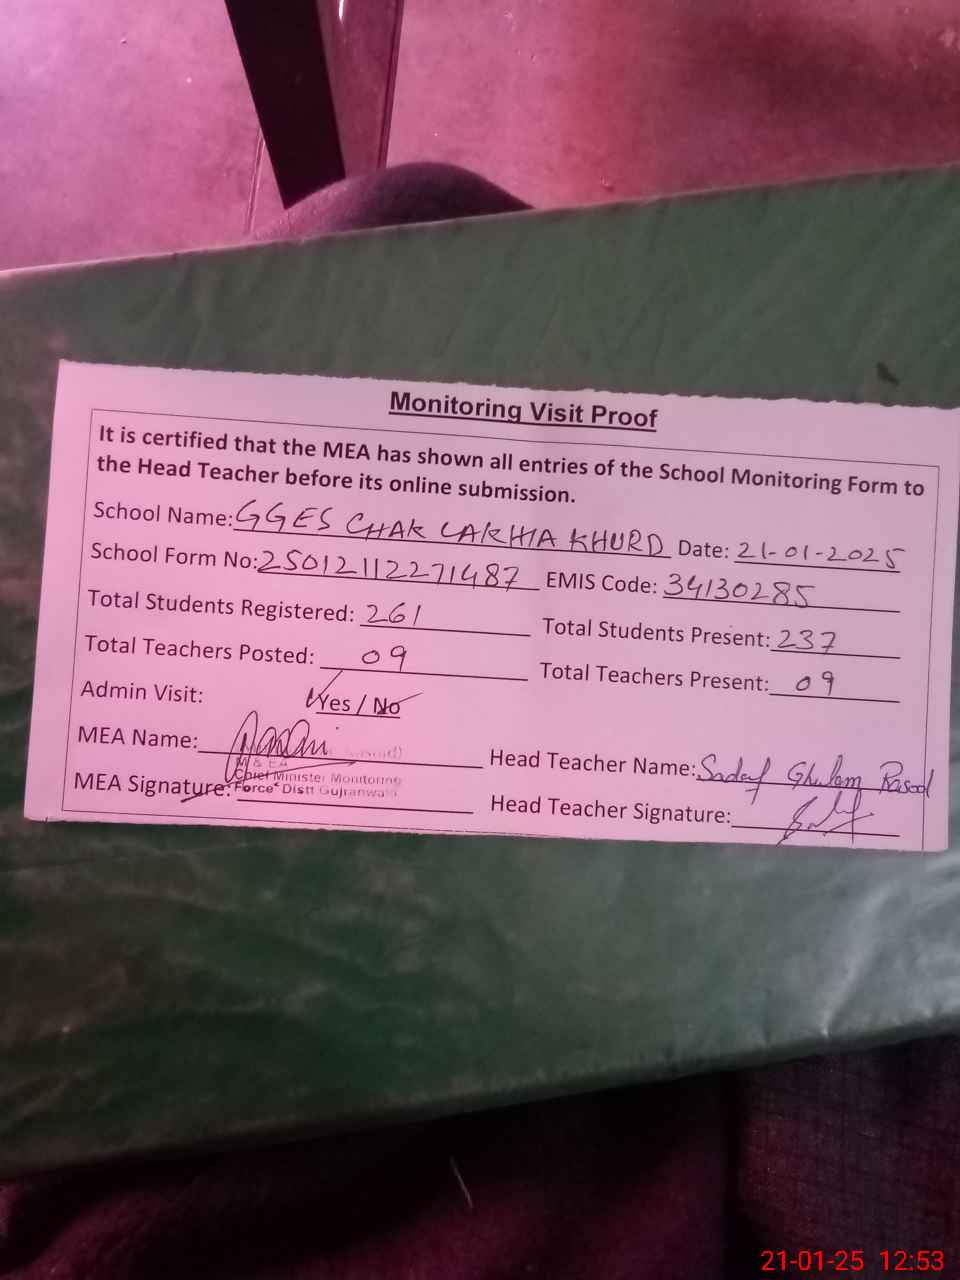 Monitoring Visit Proof
It is certified that the MEA has shown all entries of the School Monitoring Form to
the Head Teacher before its online submission.
School Name: GGES CHAK LAKHIA KHURD Date: 21-01-2025
School Form No: 25012112271487 EMIS Code: 34130285
Total Students Registered: 261 Total Students Present: 237
Total Teachers Posted: 09 Total Teachers Present: 09
Admin Visit: Yes / No
MEA Name: Head Teacher Name: Sadaf Ghulam Rasool
M & EA
Chief Minister Monitoring
MEA Signature: Force Distt Gujranwala
Head Teacher Signature:
21-01-25 12:53